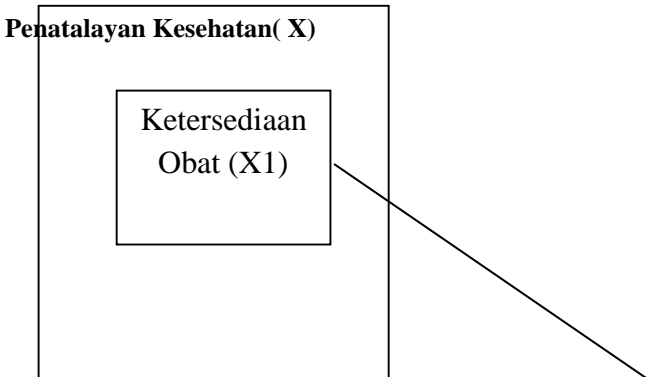 Penatalayan Kesehatan( X)
Ketersediaan
Obat (X1)